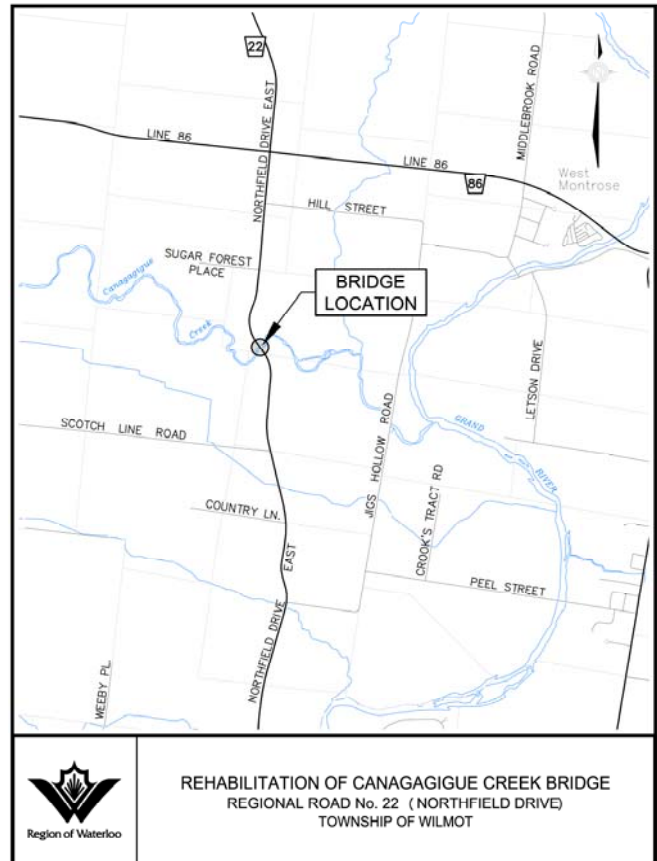 22
NORTHFIELD DRIVE EAST
MIDDLEBROOK ROAD
LINE 86
LINE 86
86
West
Montrose
HILL STREET
SUGAR FOREST
PLACE
BRIDGE
LOCATION
Canagagigue
Creek
LETSON DRIVE
SCOTCH LINE ROAD
JIGS HOLLOW ROAD
GRAND
RIVER
CROOK'S TRACT RD
COUNTRY LN.
PEEL STREET
NORTHFIELD DRIVE EAST
WEEBY PL.
Region of Waterloo
REHABILITATION OF CANAGAGIGUE CREEK BRIDGE
REGIONAL ROAD No. 22 (NORTHFIELD DRIVE)
TOWNSHIP OF WILMOT